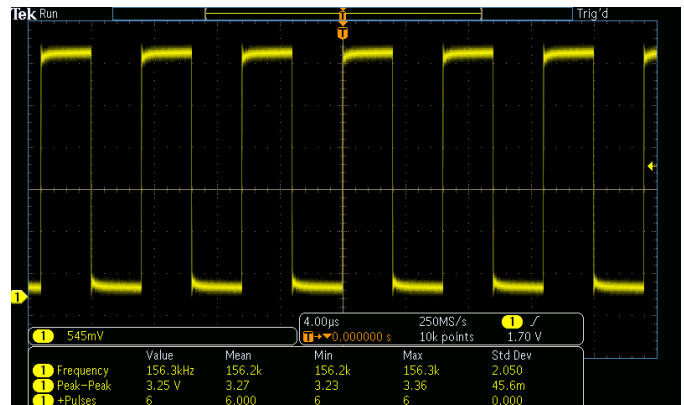 Tek Run Trig'd
T
T
1
1 545mV
4.00µs 250MS/s 1 ʃ
T→▼0.000000 s 10k points 1.70 V
Value Mean Min Max Std Dev
1 Frequency 156.3kHz 156.2k 156.2k 156.3k 2.050
1 Peak-Peak 3.25 V 3.27 3.23 3.36 45.6m
1 +Pulses 6 6.000 6 6 0.000